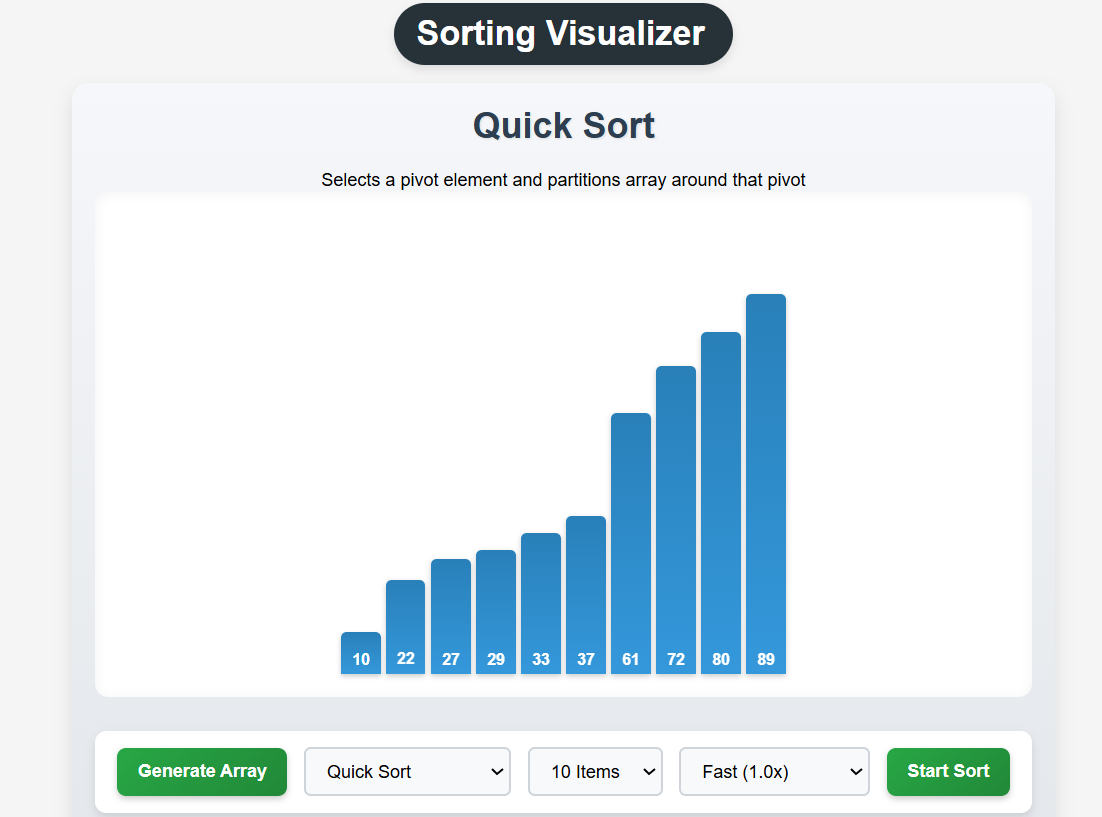 Sorting Visualizer
Quick Sort
Selects a pivot element and partitions array around that pivot
10 22 27 29 33 37 61 72 80 89
Generate Array Quick Sort 10 Items Fast (1.0x) Start Sort